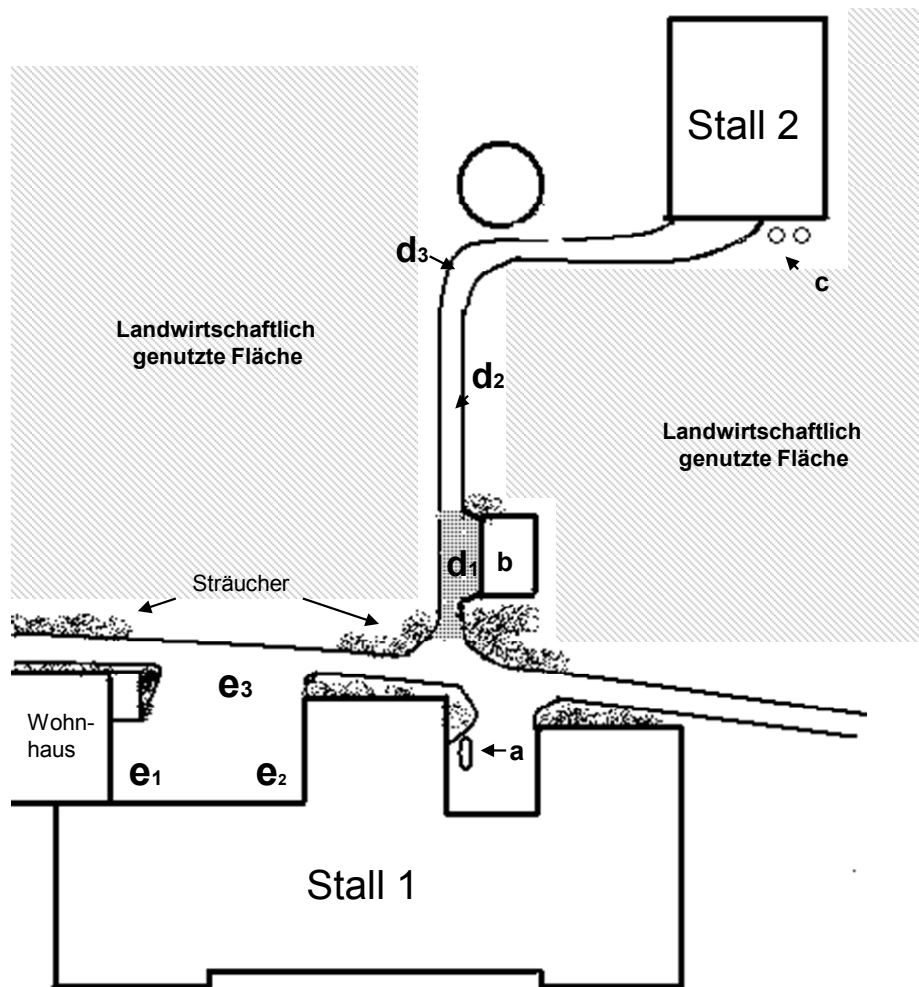 Stall 2
d3
c
Landwirtschaftlich
genutzte Fläche
d2
Landwirtschaftlich
genutzte Fläche
d1
b
Sträucher
e3
Wohn-
haus
a
e1
e2
Stall 1